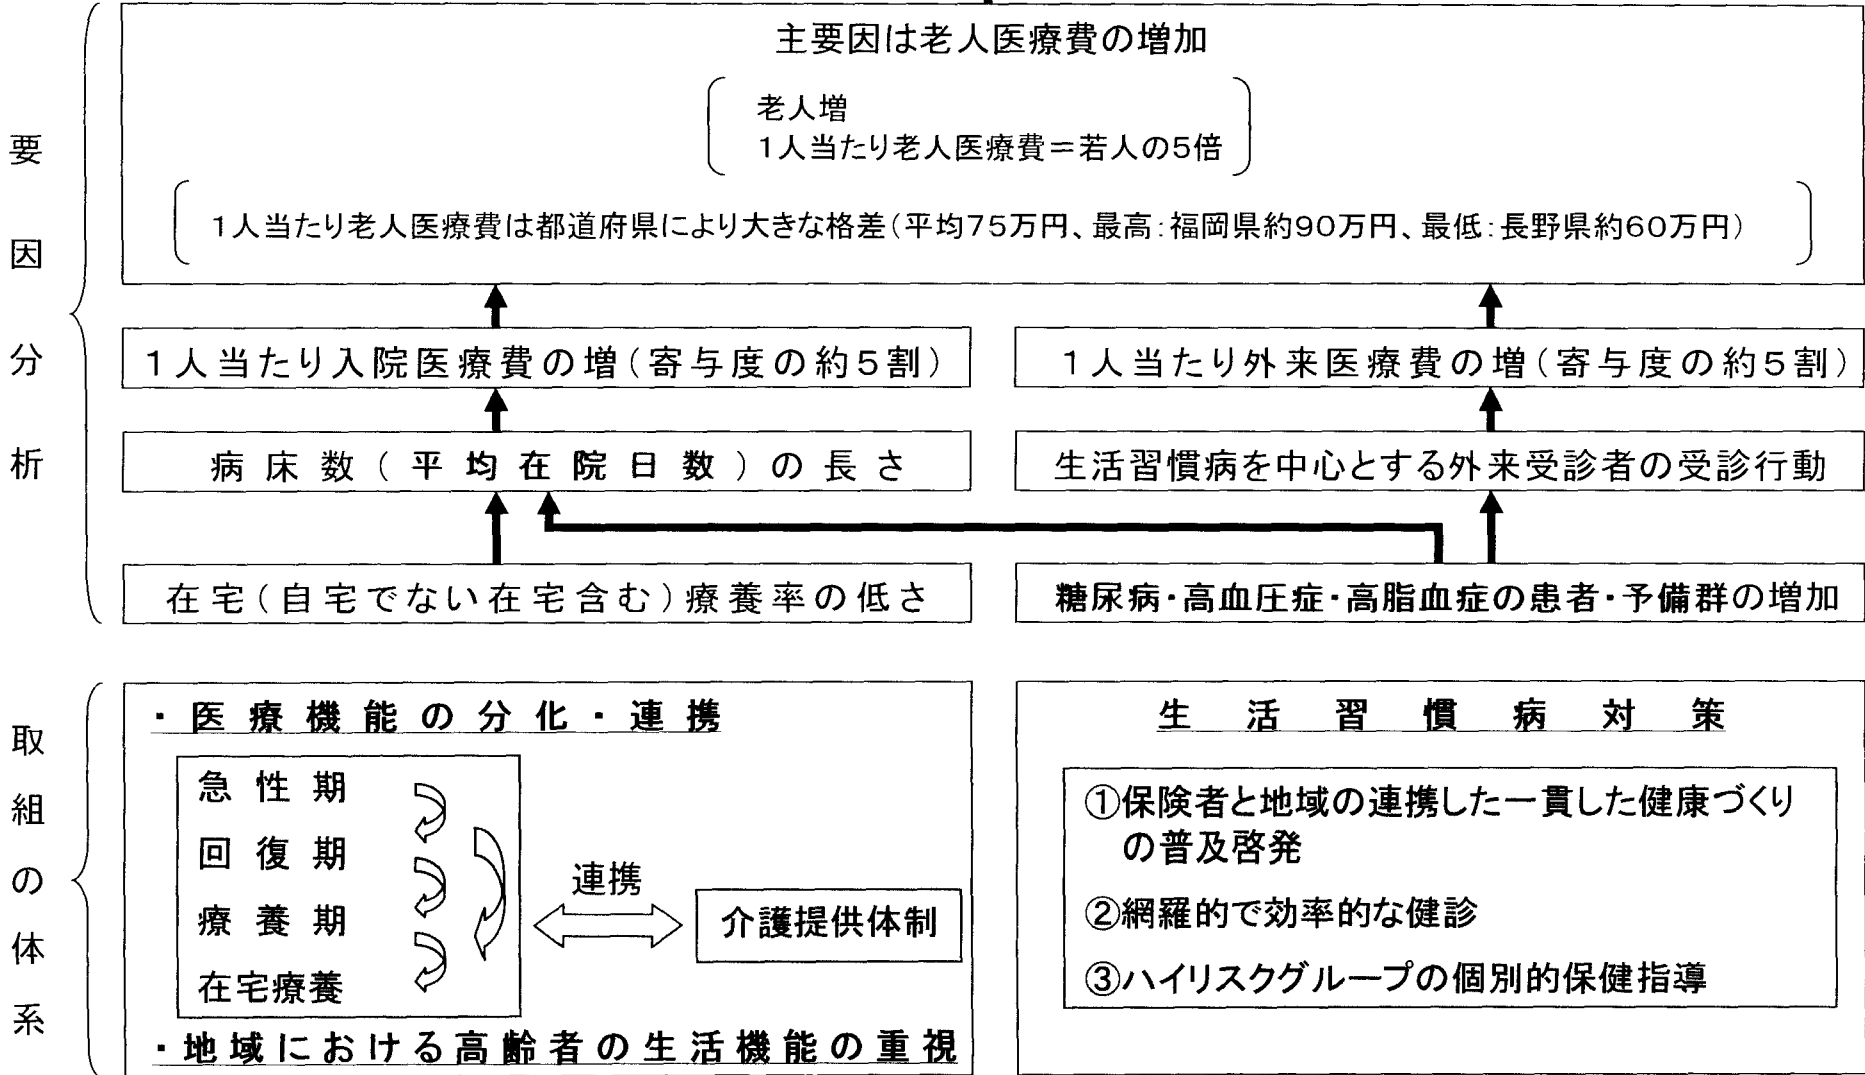 要因分析
主要因は老人医療費の増加
老人増
1人当たり老人医療費＝若人の5倍
1人当たり老人医療費は都道府県により大きな格差(平均75万円、最高:福岡県約90万円、最低:長野県約60万円)
1人当たり入院医療費の増(寄与度の約5割)
1人当たり外来医療費の増(寄与度の約5割)
病床数(平均在院日数)の長さ
生活習慣病を中心とする外来受診者の受診行動
在宅(自宅でない在宅含む)療養率の低さ
糖尿病・高血圧症・高脂血症の患者・予備群の増加
取組の体系
・医療機能の分化・連携
急性期
回復期
療養期
在宅療養
連携
介護提供体制
・地域における高齢者の生活機能の重視
生活習慣病対策
①保険者と地域の連携した一貫した健康づくり
の普及啓発
②網羅的で効率的な健診
③ハイリスクグループの個別的保健指導